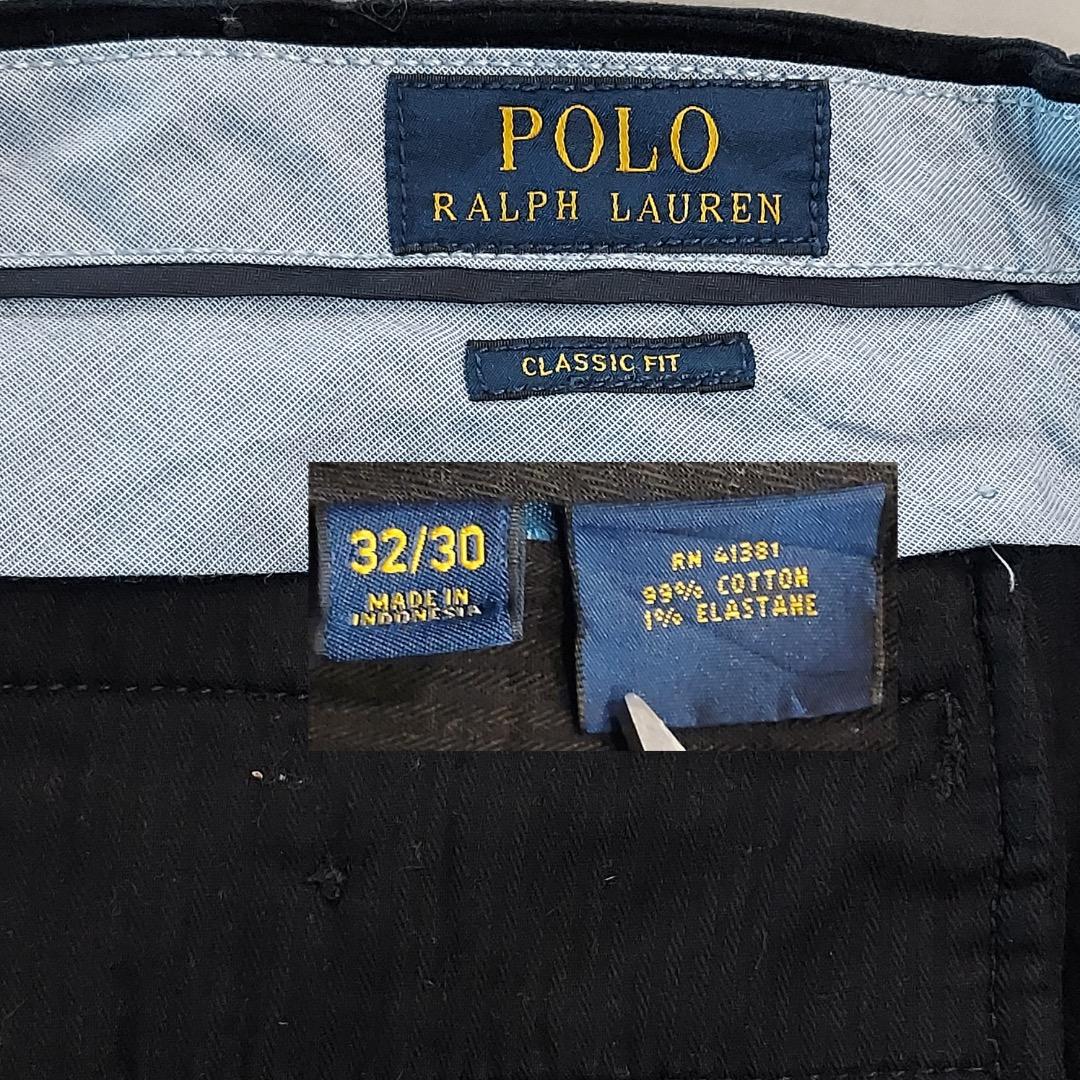 POLO
RALPH LAUREN
CLASSIC FIT
32/30
MADE IN
INDONESIA
RN 41381
99% COTTON
1% ELASTANE